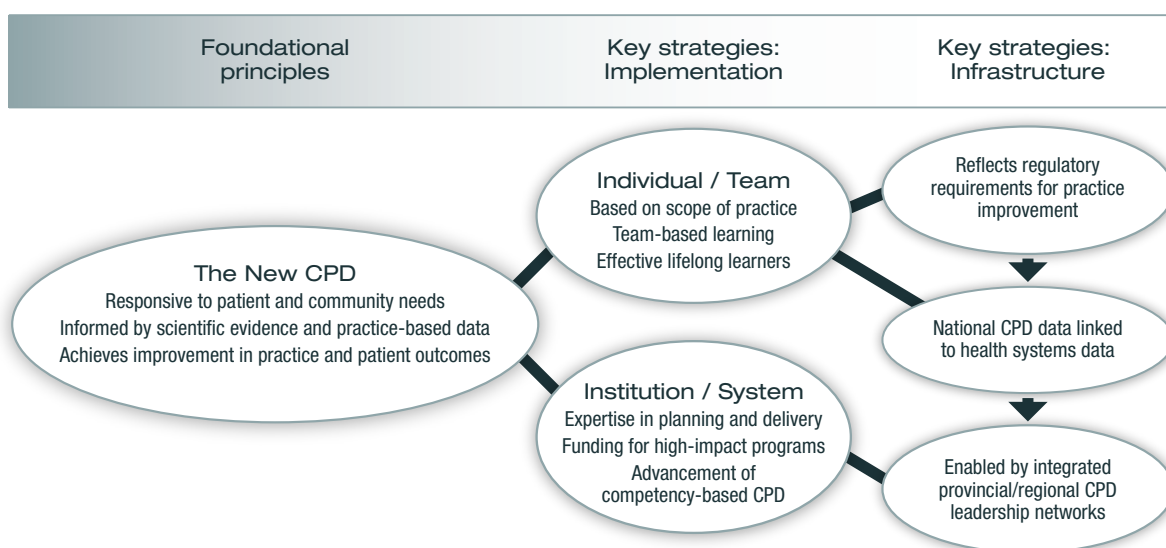 Foundational
principles
Key strategies:
Implementation
Key strategies:
Infrastructure
The New CPD
Responsive to patient and community needs
Informed by scientific evidence and practice-based data
Achieves improvement in practice and patient outcomes
Individual / Team
Based on scope of practice
Team-based learning
Effective lifelong learners
Institution / System
Expertise in planning and delivery
Funding for high-impact programs
Advancement of
competency-based CPD
Reflects regulatory
requirements for practice
improvement
National CPD data linked
to health systems data
Enabled by integrated
provincial/regional CPD
leadership networks